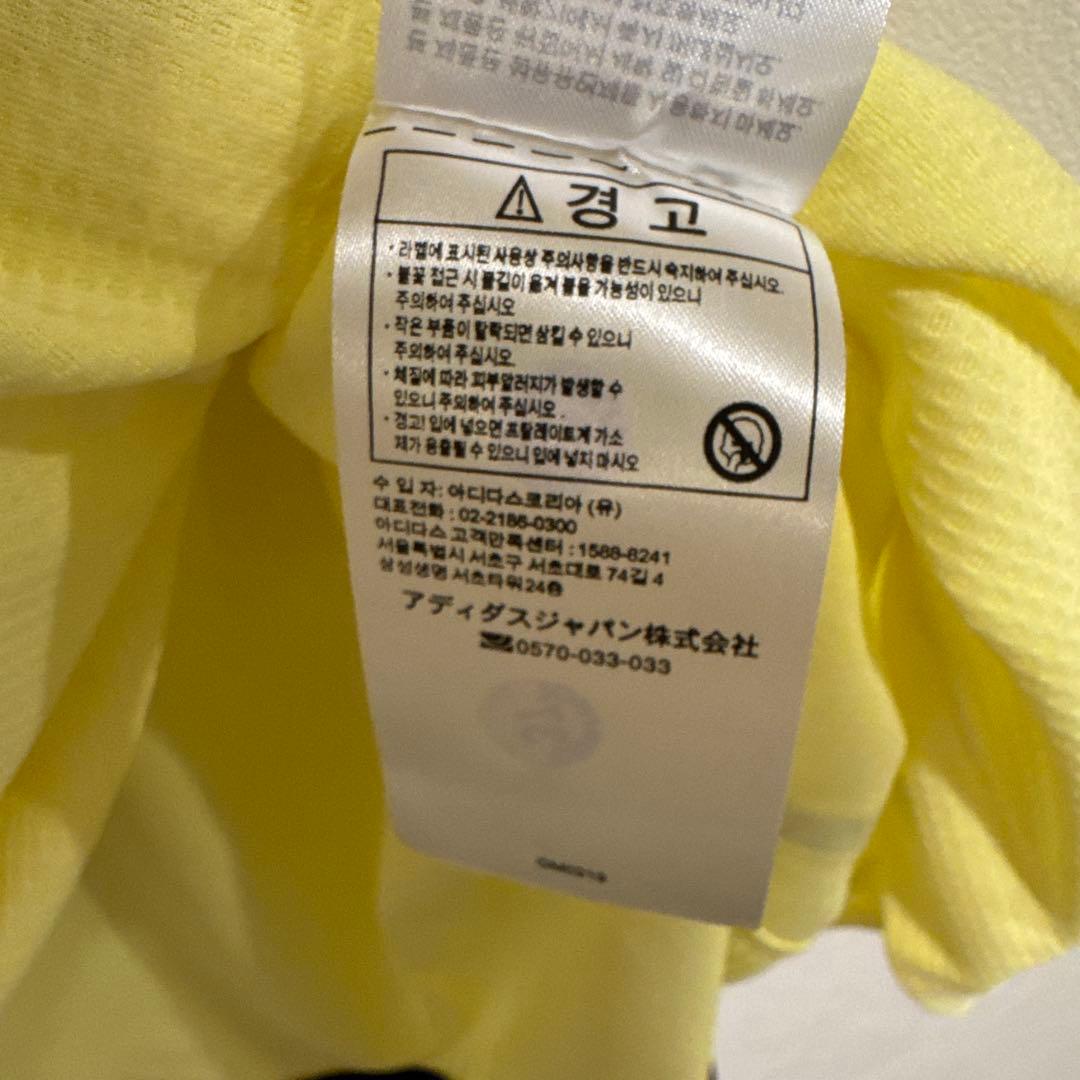 경 고
· 라벨에 표시된 사용상 주의사항을 반드시 숙지하여 주십시오.
· 불꽃 접근 시 불길이 옮겨 붙을 가능성이 있으니
주의하여 주십시오
· 작은 부품이 탈락되면 삼킬 수 있으니
주의하여 주십시오.
· 체질에 따라 피부알러지가 발생할 수
있으니 주의하여 주십시오 .
· 경고! 입에 넣으면 프탈레이트계 가소
제가 용출될 수 있으니 입에 넣지 마시오
수 입 자: 아디다스코리아 (유)
대표전화 : 02-2186-0300
아디다스 고객만족센터 : 1588-8241
서울특별시 서초구 서초대로 74길 4
삼성생명 서초타워 24층
アディダスジャパン株式会社
0570-033-033